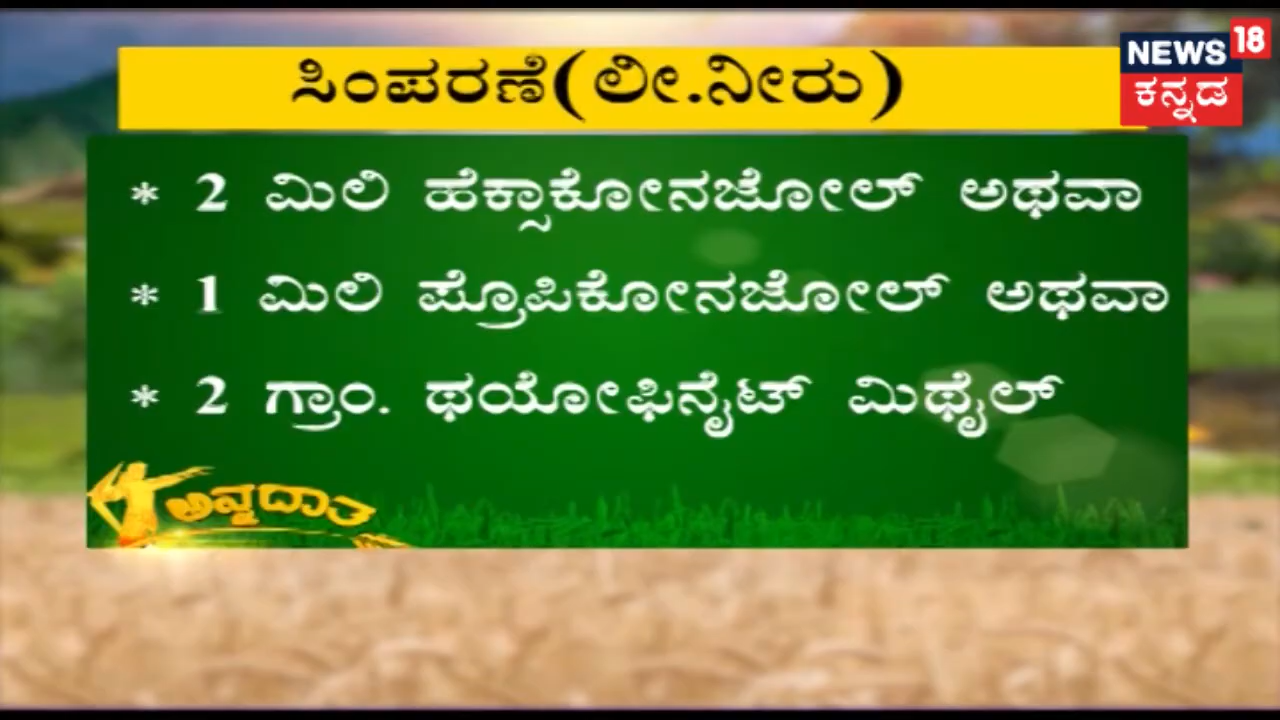 NEWS 18
ಕನ್ನಡ
ಸಿಂಪರಣೆ(ಲೀ.ನೀರು)
* 2 ಮಿಲಿ ಹೆಕ್ಸಾಕೋನಜೋಲ್ ಅಥವಾ
* 1 ಮಿಲಿ ಪ್ರೊಪಿಕೋನಜೋಲ್ ಅಥವಾ
* 2 ಗ್ರಾಂ. ಥಯೋಫಿನೈಟ್ ಮಿಥೈಲ್
ಅನ್ನದಾತ